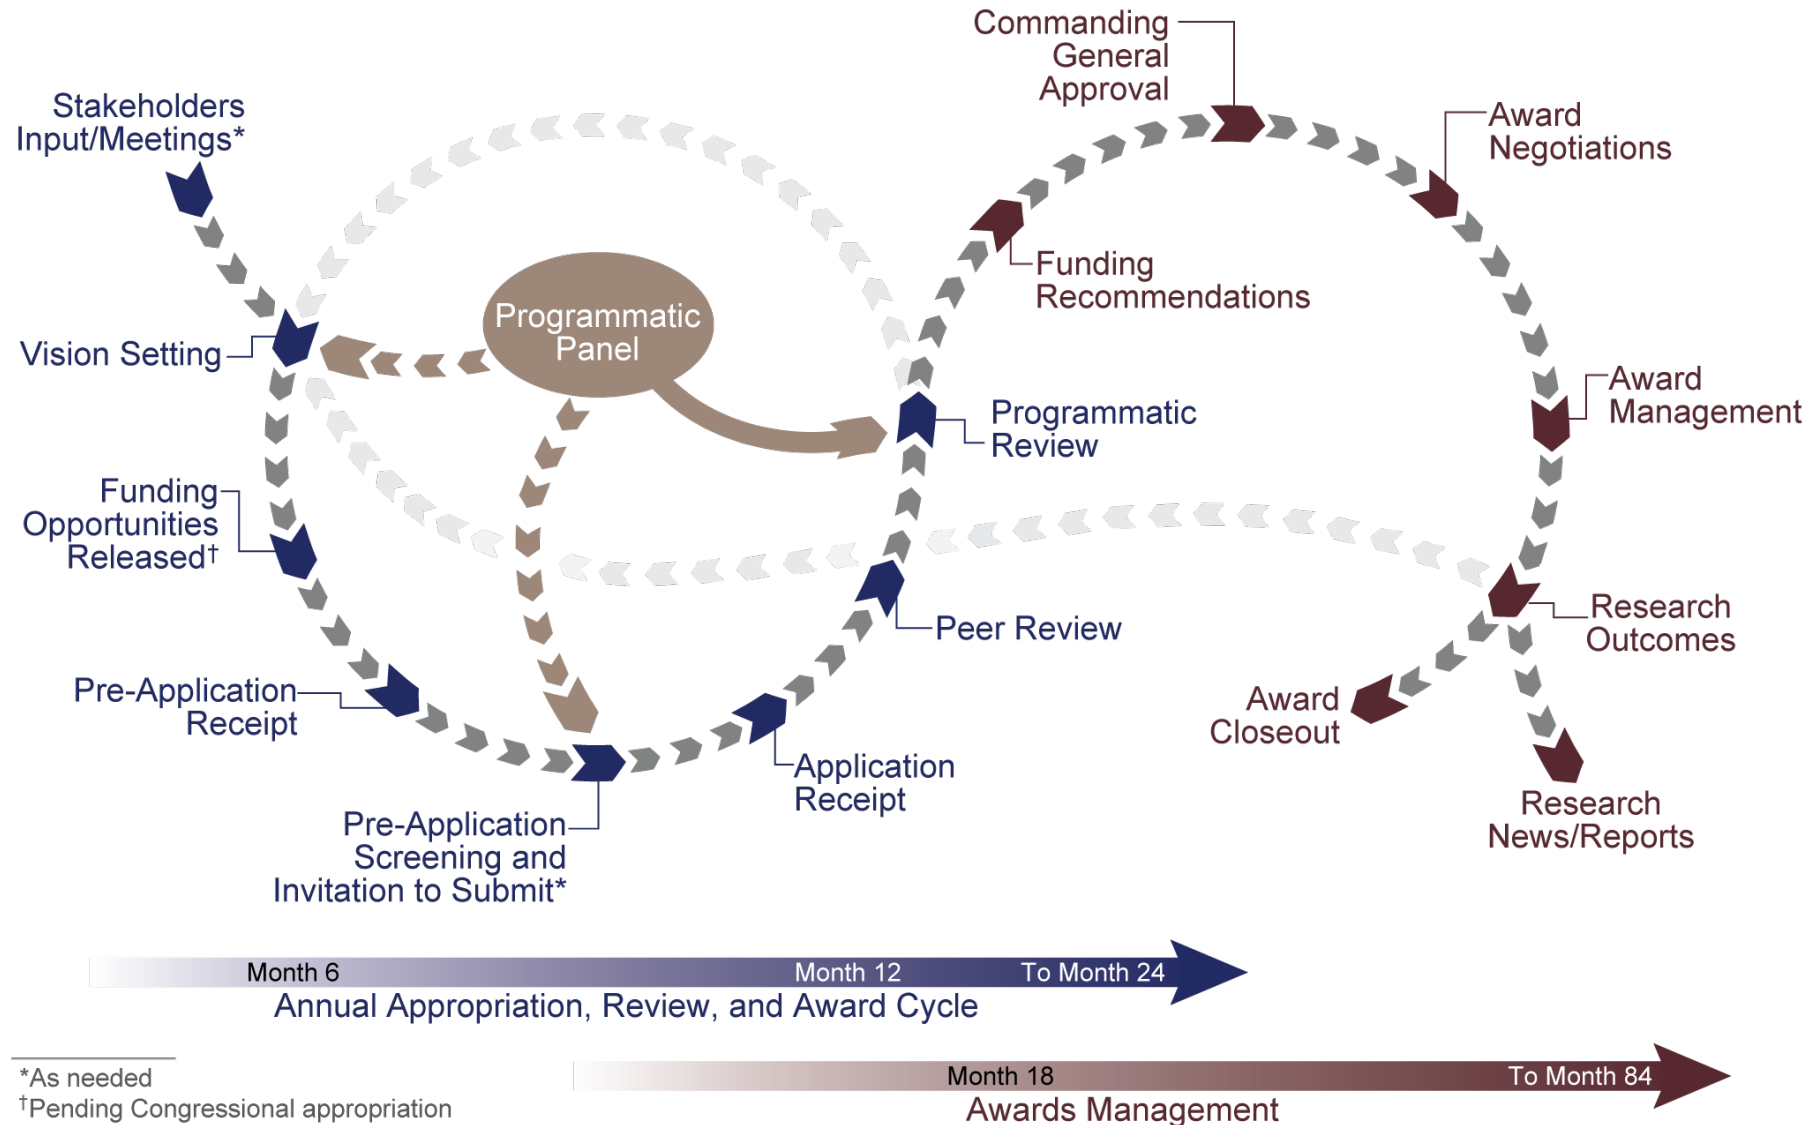 Commanding
General
Approval
Stakeholders
Input/Meetings*
Award
Negotiations
Programmatic
Panel
Funding
Recommendations
Vision Setting
Programmatic
Review
Award
Management
Funding
Opportunities
Released†
Peer Review
Research
Outcomes
Pre-Application
Receipt
Award
Closeout
Application
Receipt
Pre-Application
Screening and
Invitation to Submit*
Research
News/Reports
Month 6
Month 12
To Month 24
Annual Appropriation, Review, and Award Cycle
Month 18
To Month 84
Awards Management
*As needed
†Pending Congressional appropriation